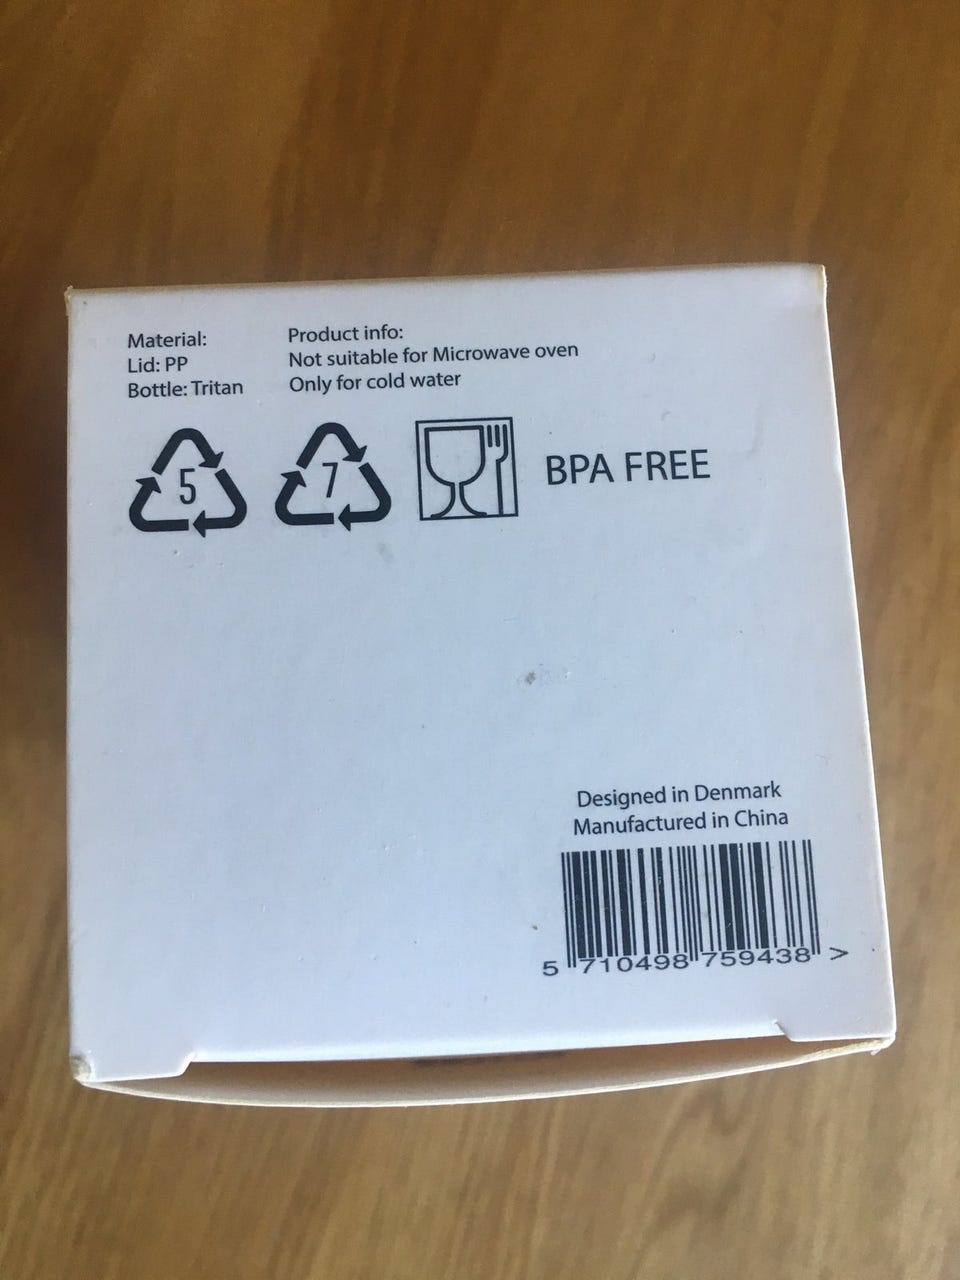 Material:
Lid: PP
Bottle: Tritan
Product info:
Not suitable for Microwave oven
Only for cold water
5
7
BPA FREE
Designed in Denmark
Manufactured in China
5 710498 759438 >